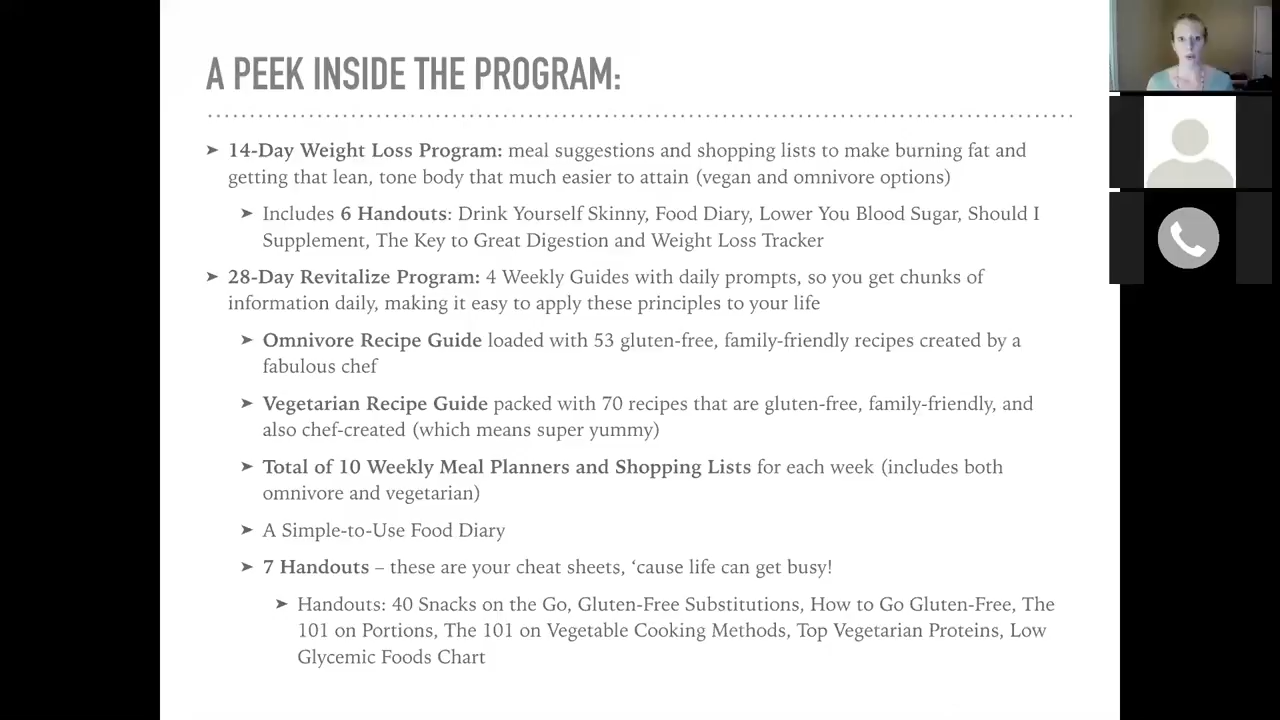 A PEEK INSIDE THE PROGRAM:
➤ 14-Day Weight Loss Program: meal suggestions and shopping lists to make burning fat and
getting that lean, tone body that much easier to attain (vegan and omnivore options)
➤ Includes 6 Handouts: Drink Yourself Skinny, Food Diary, Lower You Blood Sugar, Should I
Supplement, The Key to Great Digestion and Weight Loss Tracker
➤ 28-Day Revitalize Program: 4 Weekly Guides with daily prompts, so you get chunks of
information daily, making it easy to apply these principles to your life
➤ Omnivore Recipe Guide loaded with 53 gluten-free, family-friendly recipes created by a
fabulous chef
➤ Vegetarian Recipe Guide packed with 70 recipes that are gluten-free, family-friendly, and
also chef-created (which means super yummy)
➤ Total of 10 Weekly Meal Planners and Shopping Lists for each week (includes both
omnivore and vegetarian)
➤ A Simple-to-Use Food Diary
➤ 7 Handouts – these are your cheat sheets, ‘cause life can get busy!
➤ Handouts: 40 Snacks on the Go, Gluten-Free Substitutions, How to Go Gluten-Free, The
101 on Portions, The 101 on Vegetable Cooking Methods, Top Vegetarian Proteins, Low
Glycemic Foods Chart